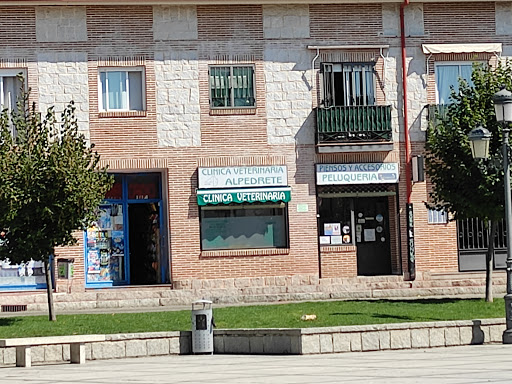 CLINICA VETERINARIA
ALPEDRETE
CLINICA VETERINARIA
PIENSOS Y ACCESORIOS
PELUQUERIA